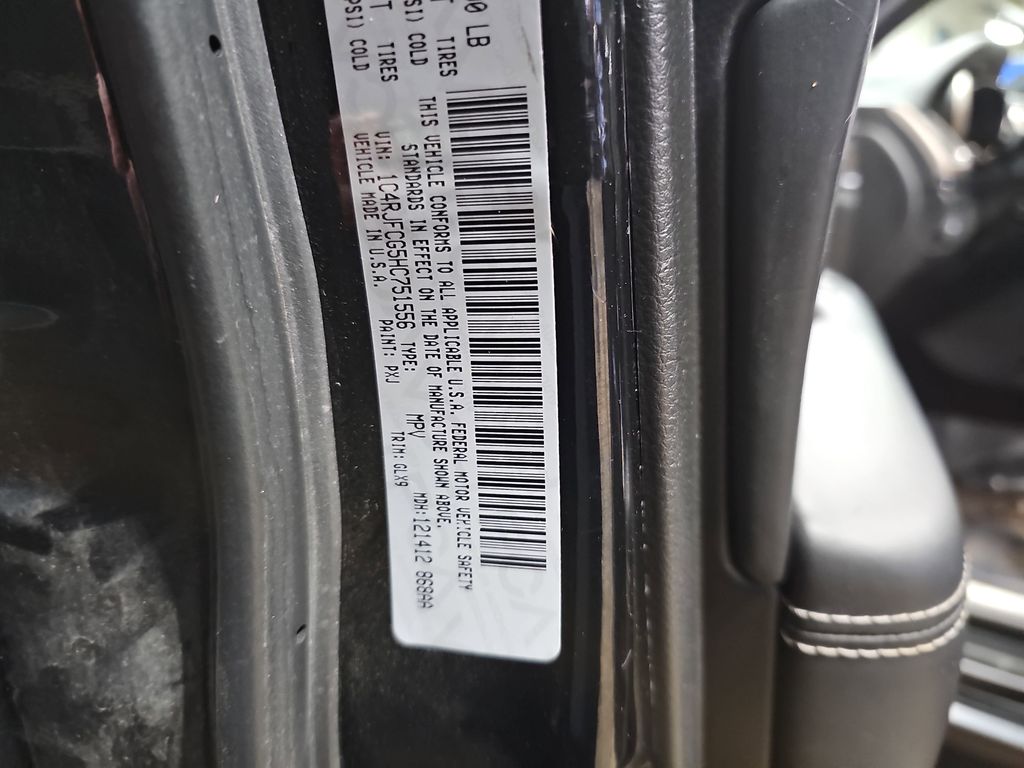 00 LB
T TIRES
SI) COLD
T TIRES
PSI) COLD
THIS VEHICLE CONFORMS TO ALL APPLICABLE U.S.A. FEDERAL MOTOR VEHICLE SAFETY
STANDARDS IN EFFECT ON THE DATE OF MANUFACTURE SHOWN ABOVE.
VIN: 1C4RJFCG5HC751556 TYPE: MPV MDH:121412 868AA
VEHICLE MADE IN U.S.A. PAINT: PXJ TRIM: GLX9